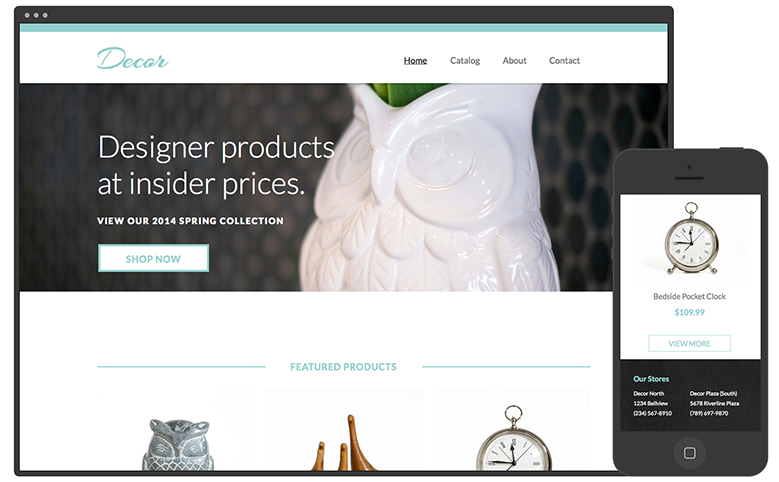 Decor
Home Catalog About Contact
Designer products
at insider prices.
VIEW OUR 2014 SPRING COLLECTION
SHOP NOW
FEATURED PRODUCTS
Bedside Pocket Clock
$109.99
VIEW MORE
Our Stores
Decor North
1234 Bellview
(234) 567-8910
Decor Plaza (South)
5678 Riverline Plaza
(789) 697-9870